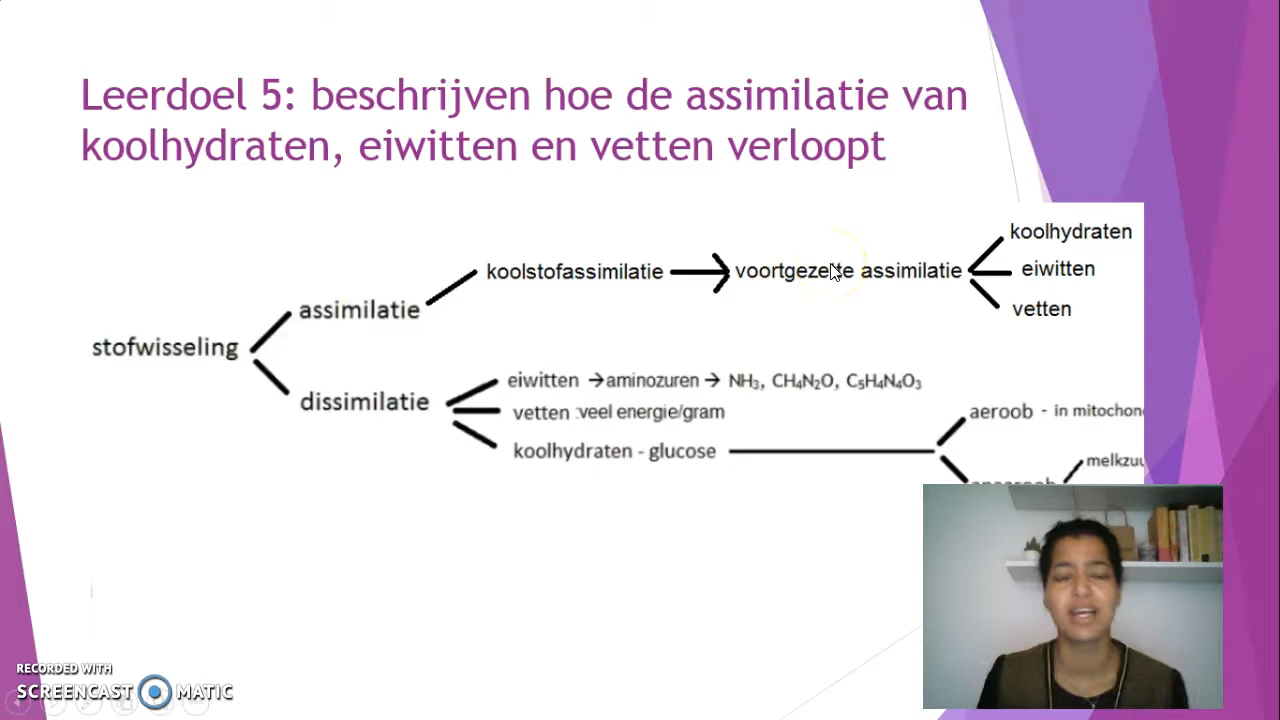 Leerdoel 5: beschrijven hoe de assimilatie van
koolhydraten, eiwitten en vetten verloopt
koolhydraten
koolstofassimilatie voortgezette assimilatie eiwitten
assimilatie vetten
stofwisseling
eiwitten →aminozuren → NH₃, CH₄N₂O, C₅H₄N₄O₃
dissimilatie
vetten :veel energie/gram
aeroob - in mitochon
koolhydraten - glucose
melkzuu
RECORDED WITH
SCREENCAST MATIC